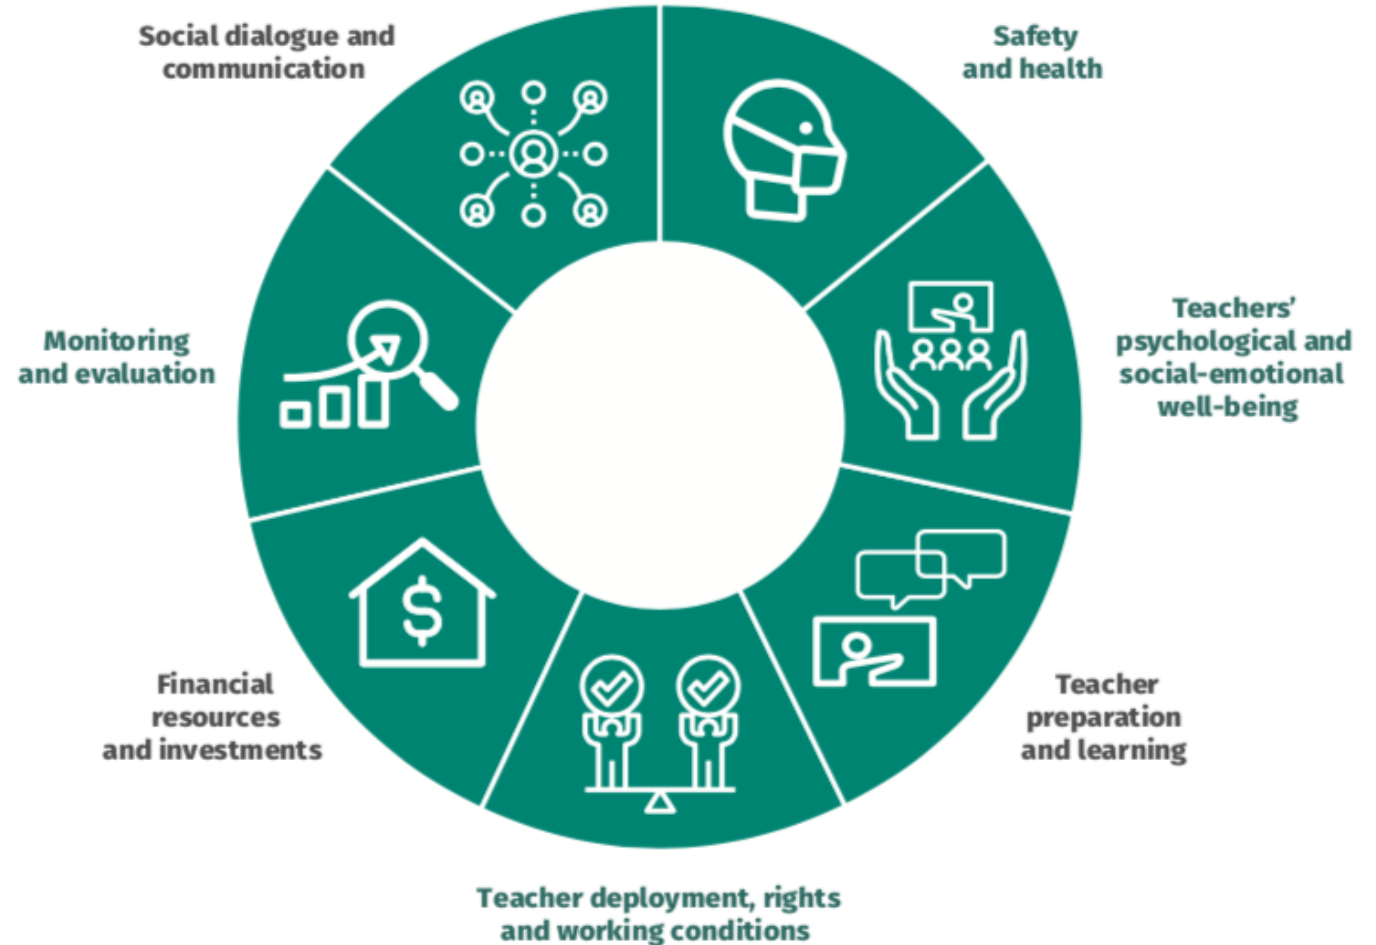 Social dialogue and
communication
Safety
and health
Teachers’
psychological and
social-emotional
well-being
Teacher
preparation
and learning
Teacher deployment, rights
and working conditions
Financial
resources
and investments
Monitoring
and evaluation
$